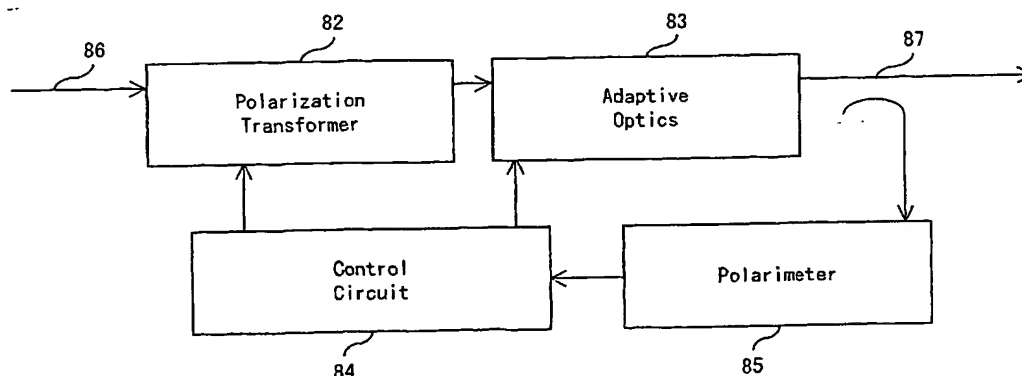 82
83
86
87
Polarization
Transformer
Adaptive
Optics
Control
Circuit
Polarimeter
84
85